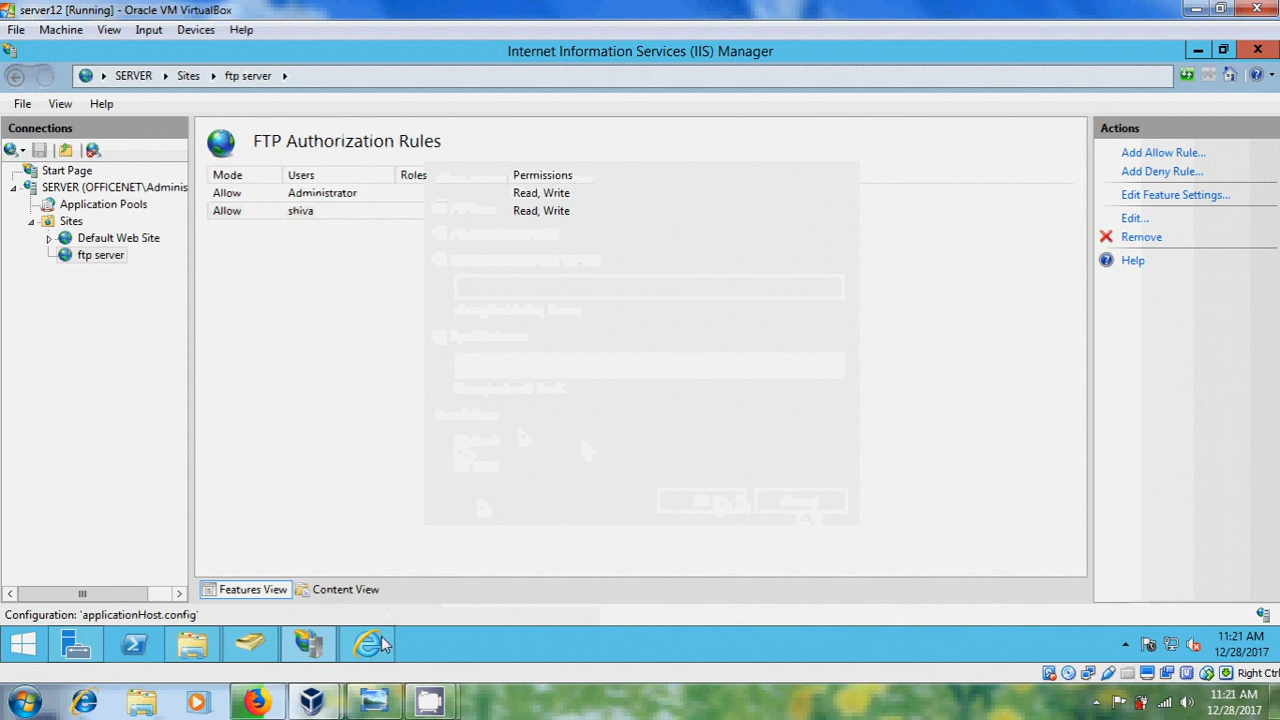 server12 [Running] - Oracle VM VirtualBox
File Machine View Input Devices Help
Internet Information Services (IIS) Manager
SERVER Sites ftp server
File View Help
Connections
Start Page
SERVER (OFFICENET\Adminis
Application Pools
Sites
Default Web Site
ftp server
FTP Authorization Rules
Mode Users Roles Permissions
Allow Administrator Read, Write
Allow shiva Read, Write
Features View Content View
Actions
Add Allow Rule...
Add Deny Rule...
Edit Feature Settings...
Edit...
Remove
Help
Configuration: 'applicationHost.config'
11:21 AM
12/28/2017
Right Ctrl
11:21 AM
12/28/2017